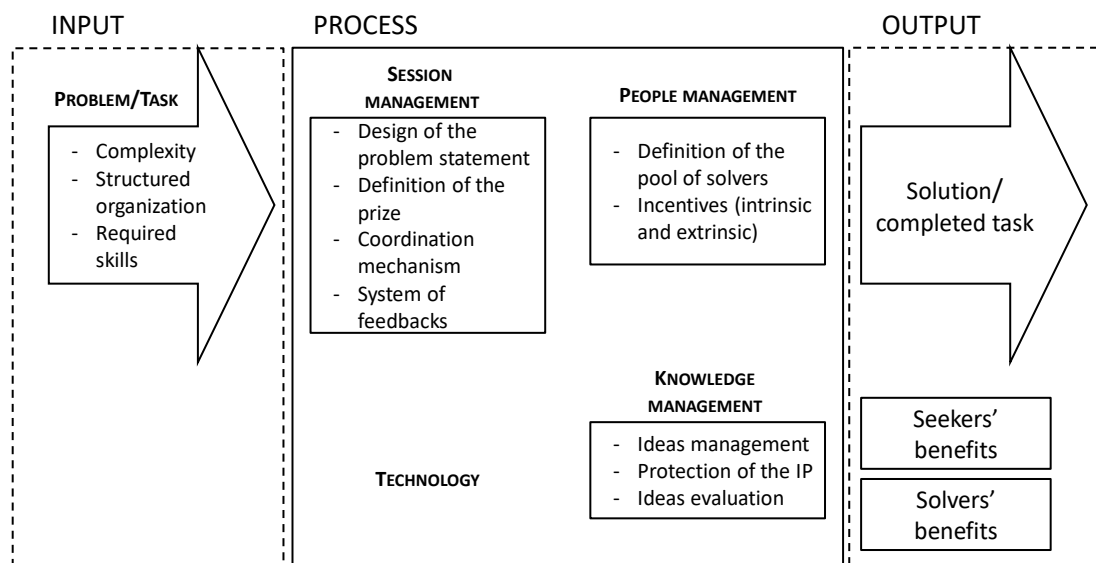 INPUT
PROBLEM/TASK
- Complexity
- Structured
organization
- Required
skills
PROCESS
SESSION
MANAGEMENT
- Design of the
problem statement
- Definition of the
prize
- Coordination
mechanism
- System of
feedbacks
PEOPLE MANAGEMENT
- Definition of the
pool of solvers
- Incentives (intrinsic
and extrinsic)
TECHNOLOGY
KNOWLEDGE
MANAGEMENT
- Ideas management
- Protection of the IP
- Ideas evaluation
OUTPUT
Solution/
completed task
Seekers’
benefits
Solvers’
benefits